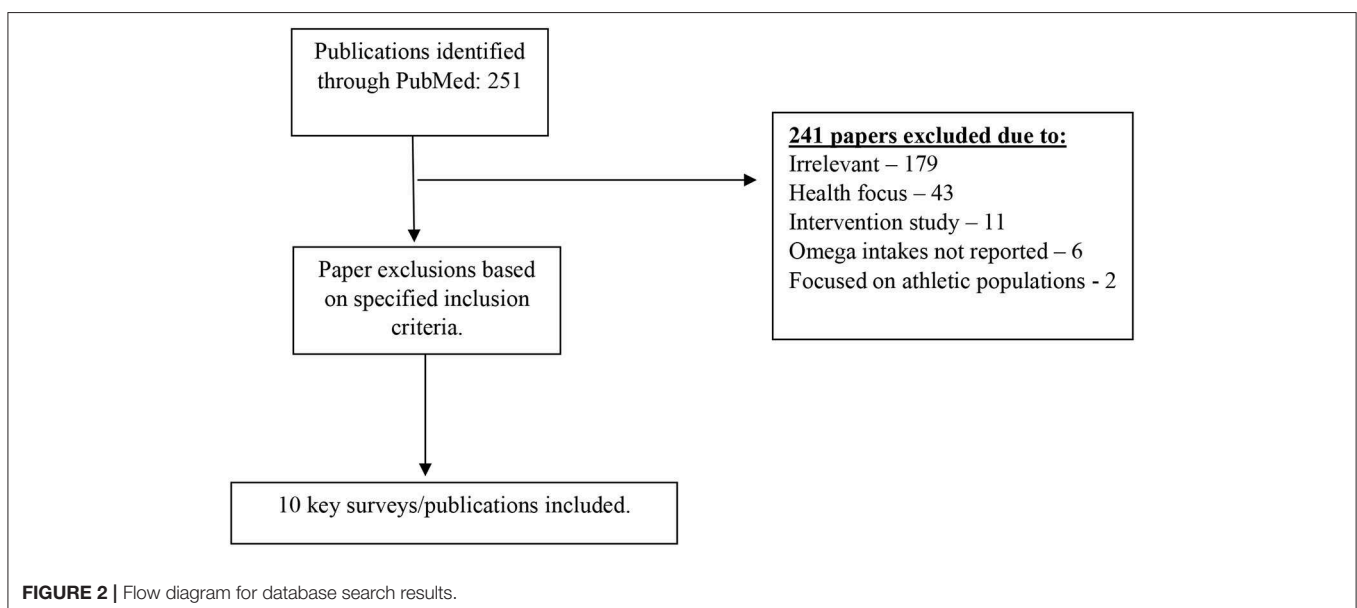 Publications identified
through PubMed: 251
241 papers excluded due to:
Irrelevant – 179
Health focus – 43
Intervention study – 11
Omega intakes not reported – 6
Focused on athletic populations - 2
Paper exclusions based
on specified inclusion
criteria.
10 key surveys/publications included.
FIGURE 2 | Flow diagram for database search results.